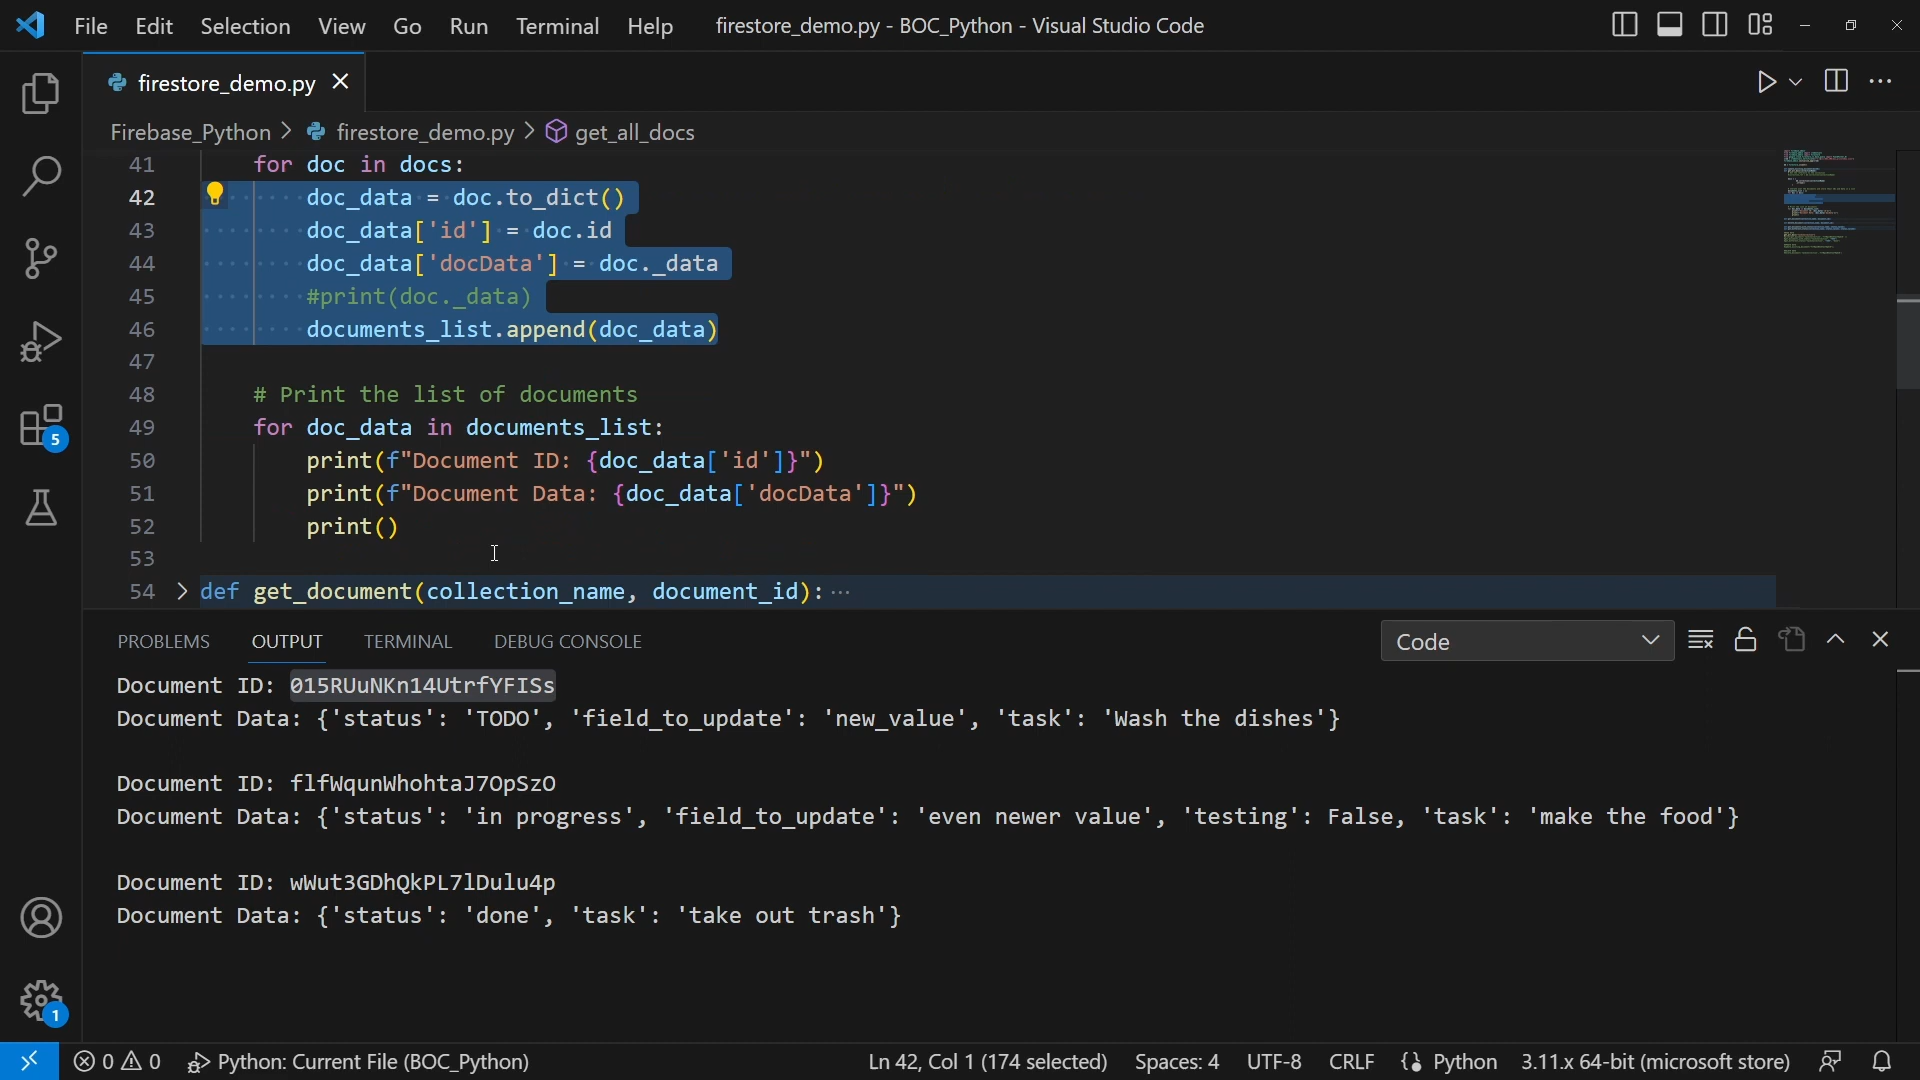 File Edit Selection View Go Run Terminal Help firestore_demo.py - BOC_Python - Visual Studio Code
firestore_demo.py
Firebase_Python > firestore_demo.py > get_all_docs
41 for doc in docs:
42 doc_data = doc.to_dict()
43 doc_data['id'] = doc.id
44 doc_data['docData'] = doc._data
45 #print(doc._data)
46 documents_list.append(doc_data)
47
48 # Print the list of documents
49 for doc_data in documents_list:
50 print(f"Document ID: {doc_data['id']}")
51 print(f"Document Data: {doc_data['docData']}")
52 print()
53
54 > def get_document(collection_name, document_id): ...
5
PROBLEMS OUTPUT TERMINAL DEBUG CONSOLE Code
Document ID: 015RUuNKn14UtrfYFISs
Document Data: {'status': 'TODO', 'field_to_update': 'new_value', 'task': 'Wash the dishes'}
Document ID: flfWqunWhohtaJ7OpSzO
Document Data: {'status': 'in progress', 'field_to_update': 'even newer value', 'testing': False, 'task': 'make the food'}
Document ID: wWut3GDhQkPL7lDulu4p
Document Data: {'status': 'done', 'task': 'take out trash'}
1
0 0 Python: Current File (BOC_Python) Ln 42, Col 1 (174 selected) Spaces: 4 UTF-8 CRLF Python 3.11.x 64-bit (microsoft store)